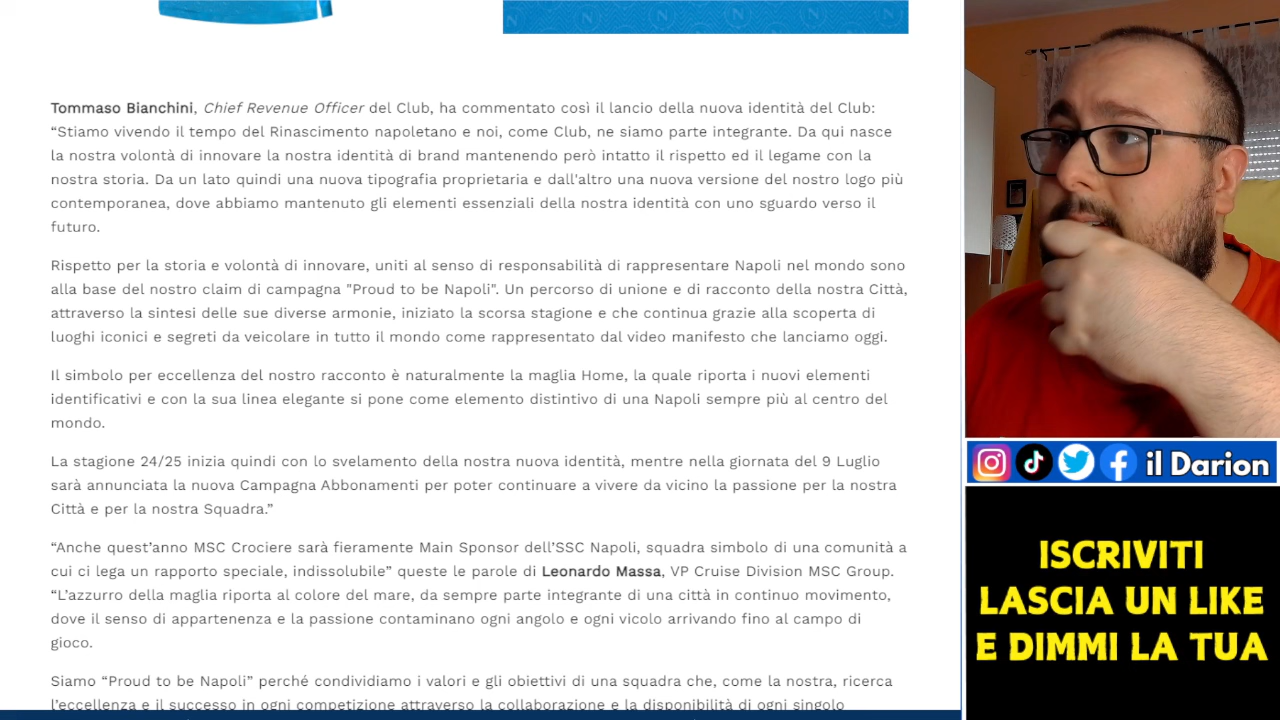 Tommaso Bianchini, Chief Revenue Officer del Club, ha commentato così il lancio della nuova identità del Club:
“Stiamo vivendo il tempo del Rinascimento napoletano e noi, come Club, ne siamo parte integrante. Da qui nasce
la nostra volontà di innovare la nostra identità di brand mantenendo però intatto il rispetto ed il legame con la
nostra storia. Da un lato quindi una nuova tipografia proprietaria e dall'altro una nuova versione del nostro logo più
contemporanea, dove abbiamo mantenuto gli elementi essenziali della nostra identità con uno sguardo verso il
futuro.
Rispetto per la storia e volontà di innovare, uniti al senso di responsabilità di rappresentare Napoli nel mondo sono
alla base del nostro claim di campagna "Proud to be Napoli". Un percorso di unione e di racconto della nostra Città,
attraverso la sintesi delle sue diverse armonie, iniziato la scorsa stagione e che continua grazie alla scoperta di
luoghi iconici e segreti da veicolare in tutto il mondo come rappresentato dal video manifesto che lanciamo oggi.
Il simbolo per eccellenza del nostro racconto è naturalmente la maglia Home, la quale riporta i nuovi elementi
identificativi e con la sua linea elegante si pone come elemento distintivo di una Napoli sempre più al centro del
mondo.
La stagione 24/25 inizia quindi con lo svelamento della nostra nuova identità, mentre nella giornata del 9 Luglio
sarà annunciata la nuova Campagna Abbonamenti per poter continuare a vivere da vicino la passione per la nostra
Città e per la nostra Squadra.”
“Anche quest’anno MSC Crociere sarà fieramente Main Sponsor dell’SSC Napoli, squadra simbolo di una comunità a
cui ci lega un rapporto speciale, indissolubile” queste le parole di Leonardo Massa, VP Cruise Division MSC Group.
“L’azzurro della maglia riporta al colore del mare, da sempre parte integrante di una città in continuo movimento,
dove il senso di appartenenza e la passione contaminano ogni angolo e ogni vicolo arrivando fino al campo di
gioco.
Siamo “Proud to be Napoli” perché condividiamo i valori e gli obiettivi di una squadra che, come la nostra, ricerca
l’eccellenza e il successo in ogni competizione attraverso la collaborazione e la disponibilità di ogni singolo
il Darion
ISCRIVITI
LASCIA UN LIKE
E DIMMI LA TUA